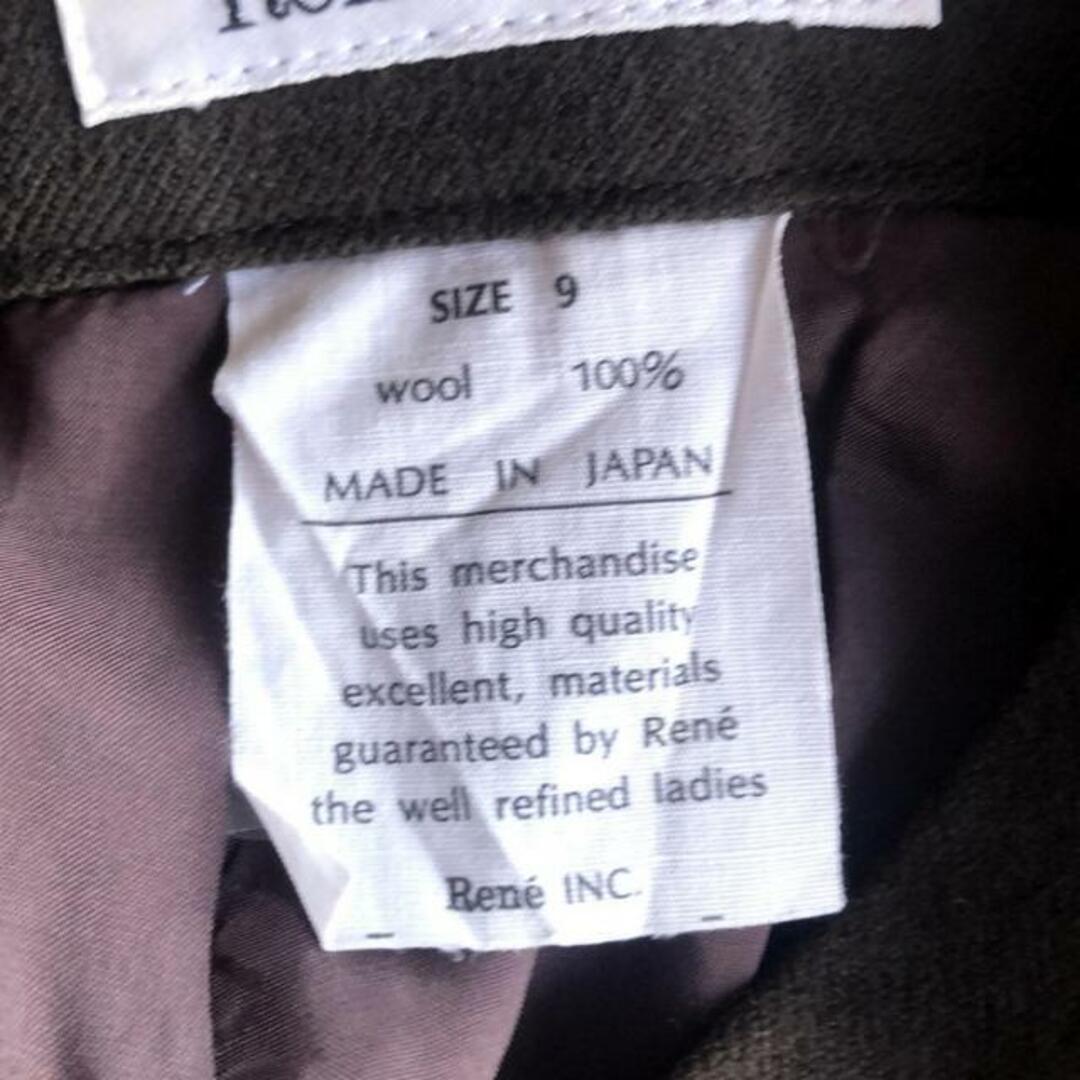 SIZE 9
wool 100%
MADE IN JAPAN
This merchandise
uses high quality
excellent, materials
guaranteed by René
the well refined ladies
René INC.